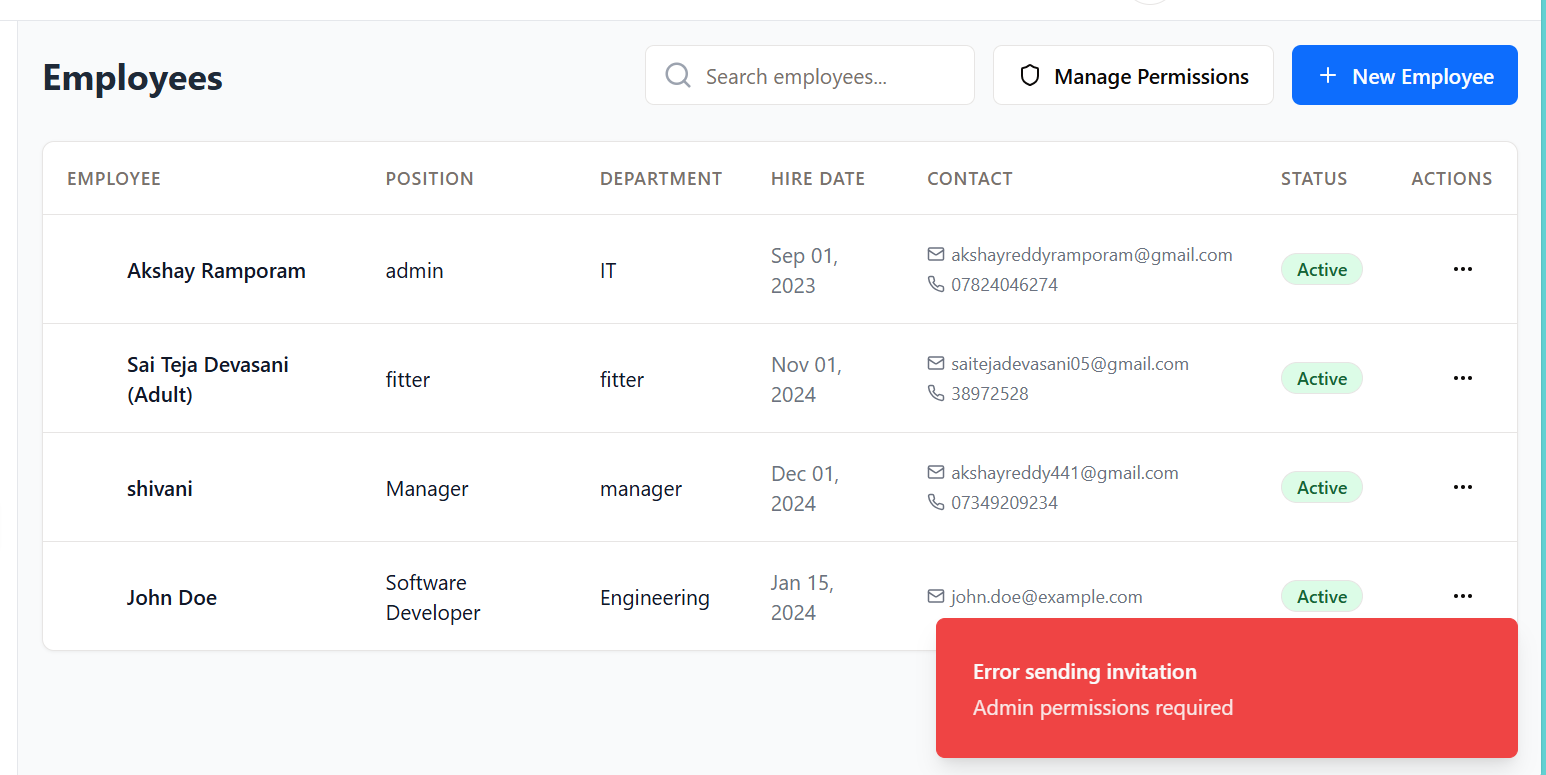 Employees
Search employees...
Manage Permissions
+ New Employee
EMPLOYEE POSITION DEPARTMENT HIRE DATE CONTACT STATUS ACTIONS
Akshay Ramporam admin IT Sep 01, 2023 akshayreddyramporam@gmail.com 07824046274 Active ...
Sai Teja Devasani (Adult) fitter fitter Nov 01, 2024 saitejadevasani05@gmail.com 38972528 Active ...
shivani Manager manager Dec 01, 2024 akshayreddy441@gmail.com 07349209234 Active ...
John Doe Software Developer Engineering Jan 15, 2024 john.doe@example.com Active ...
Error sending invitation
Admin permissions required